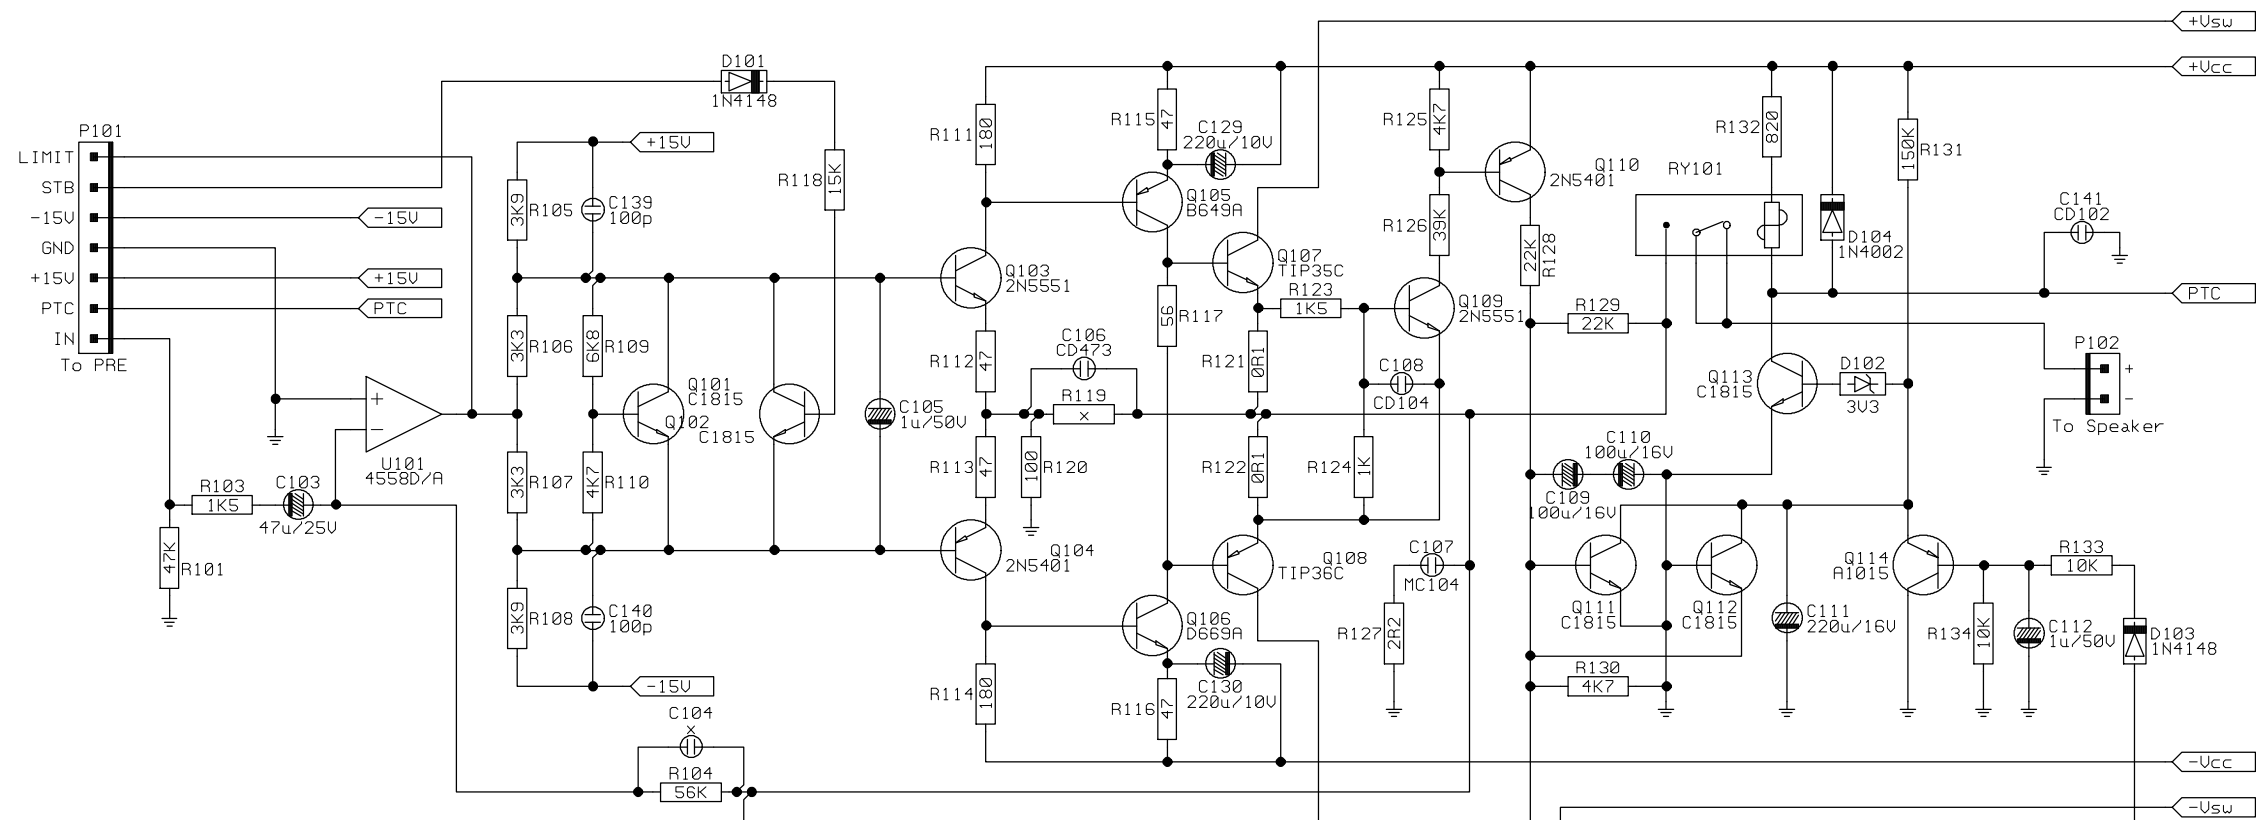 +Vsw
+Vcc
D101
1N4148
P101
LIMIT
STB
-15V
GND
+15V
PTC
IN
To PRE
-15V
+15V
PTC
+15V
3K9
R105
C139
100p
R118
15K
3K3
R106
6K8
R109
Q101
C1815
Q102
C1815
+
-
U101
4558D/A
R103
1K5
C103
47u/25V
47K
R101
3K3
R107
4K7
R110
3K9
R108
C140
100p
-15V
C104
x
R104
56K
C105
1u/50V
R111
180
Q103
2N5551
R112
47
R113
47
Q104
2N5401
R114
180
R115
47
C129
220u/10V
Q105
B649A
56
R117
C106
CD473
R119
x
100
R120
Q106
D669A
C130
220u/10V
R116
47
Q107
TIP35C
R123
1K5
R121
0R1
R122
0R1
Q108
TIP36C
R125
4K7
R126
39K
Q109
2N5551
C108
CD104
R124
1K
C107
MC104
R127
2R2
Q110
2N5401
22K
R128
R129
22K
RY101
R132
820
D104
1N4002
150K
R131
C141
CD102
PTC
Q113
C1815
D102
3V3
P102
+
-
To Speaker
C110
100u/16V
C109
100u/16V
Q111
C1815
Q112
C1815
C111
220u/16V
Q114
A1015
R133
10K
R134
10K
C112
1u/50V
D103
1N4148
R130
4K7
-Vcc
-Vsw